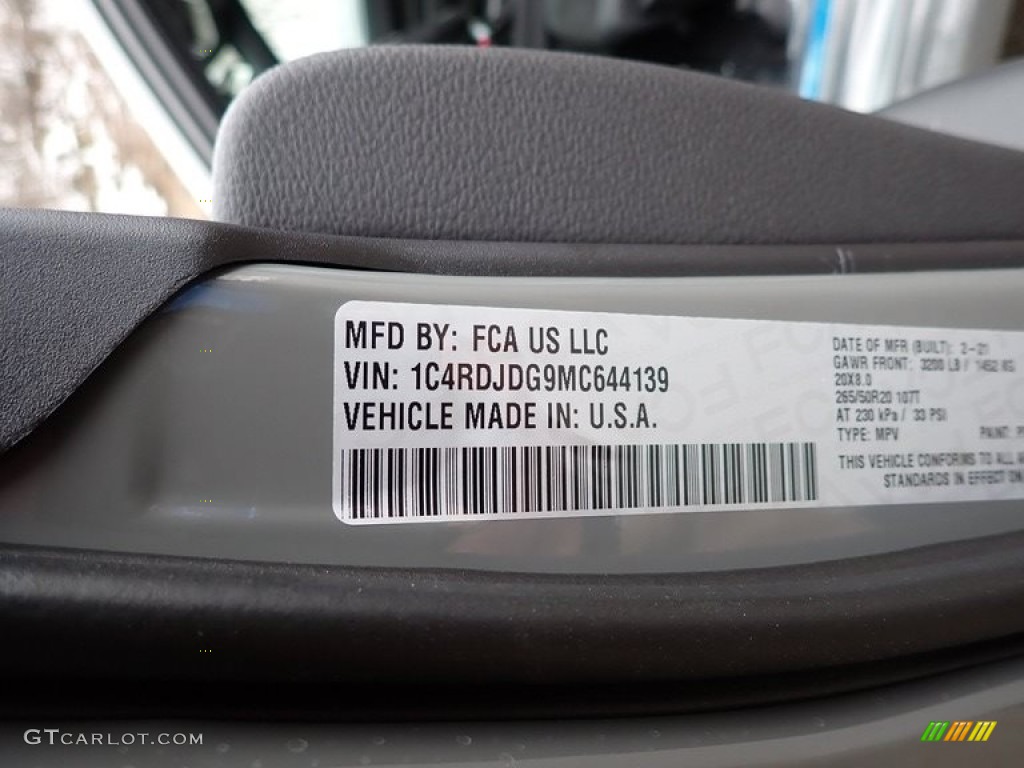 MFD BY: FCA US LLC
VIN: 1C4RDJDG9MC644139
VEHICLE MADE IN: U.S.A.
DATE OF MFR (BUILT): 2-21
GAWR FRONT: 3200 LB / 1452 KG
20X8.0
265/50R20 107T
AT 230 kPa / 33 PSI
TYPE: MPV PAINT:
THIS VEHICLE CONFORMS TO ALL
STANDARDS IN EFFECT ON
GTCARLOT.COM